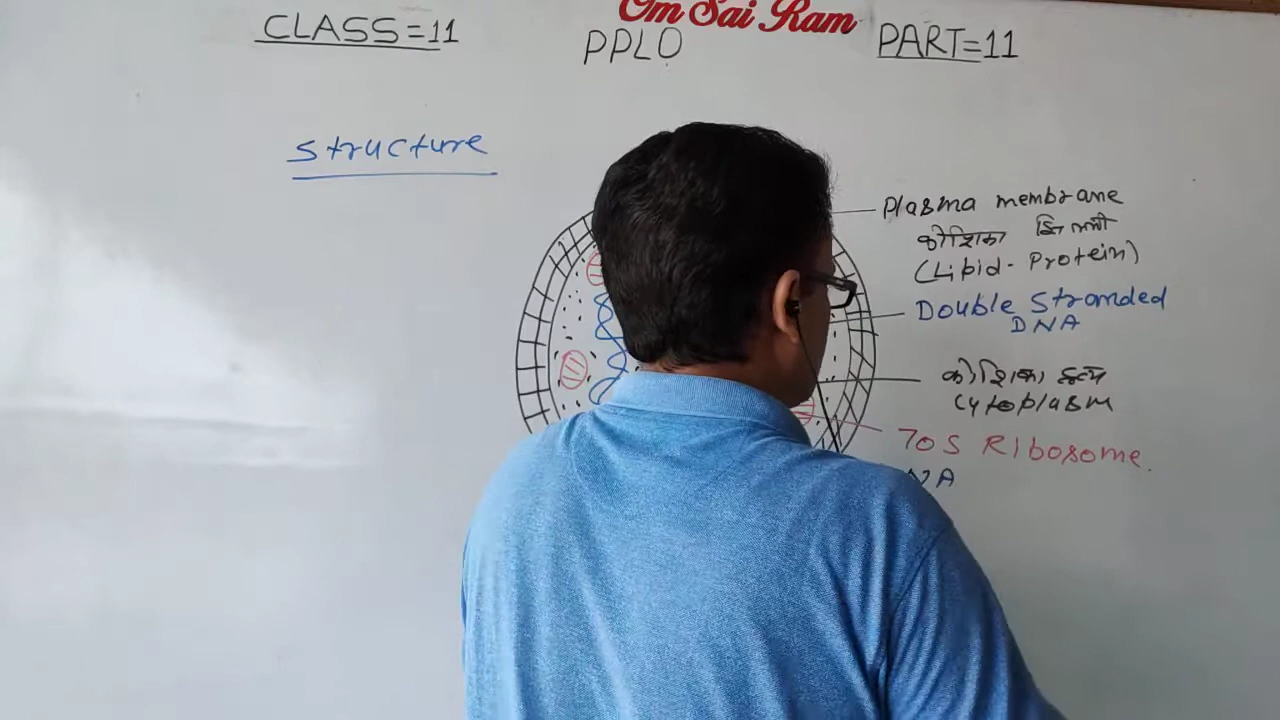 Om Sai Ram
CLASS=11
PPLO
PART=11
Structure
Plasma membrane
कोशिका झिल्ली
(Lipid-Protein)
Double Stranded
DNA
कोशिका द्रव्य
Cytoplasm
70S Ribosome.
NA